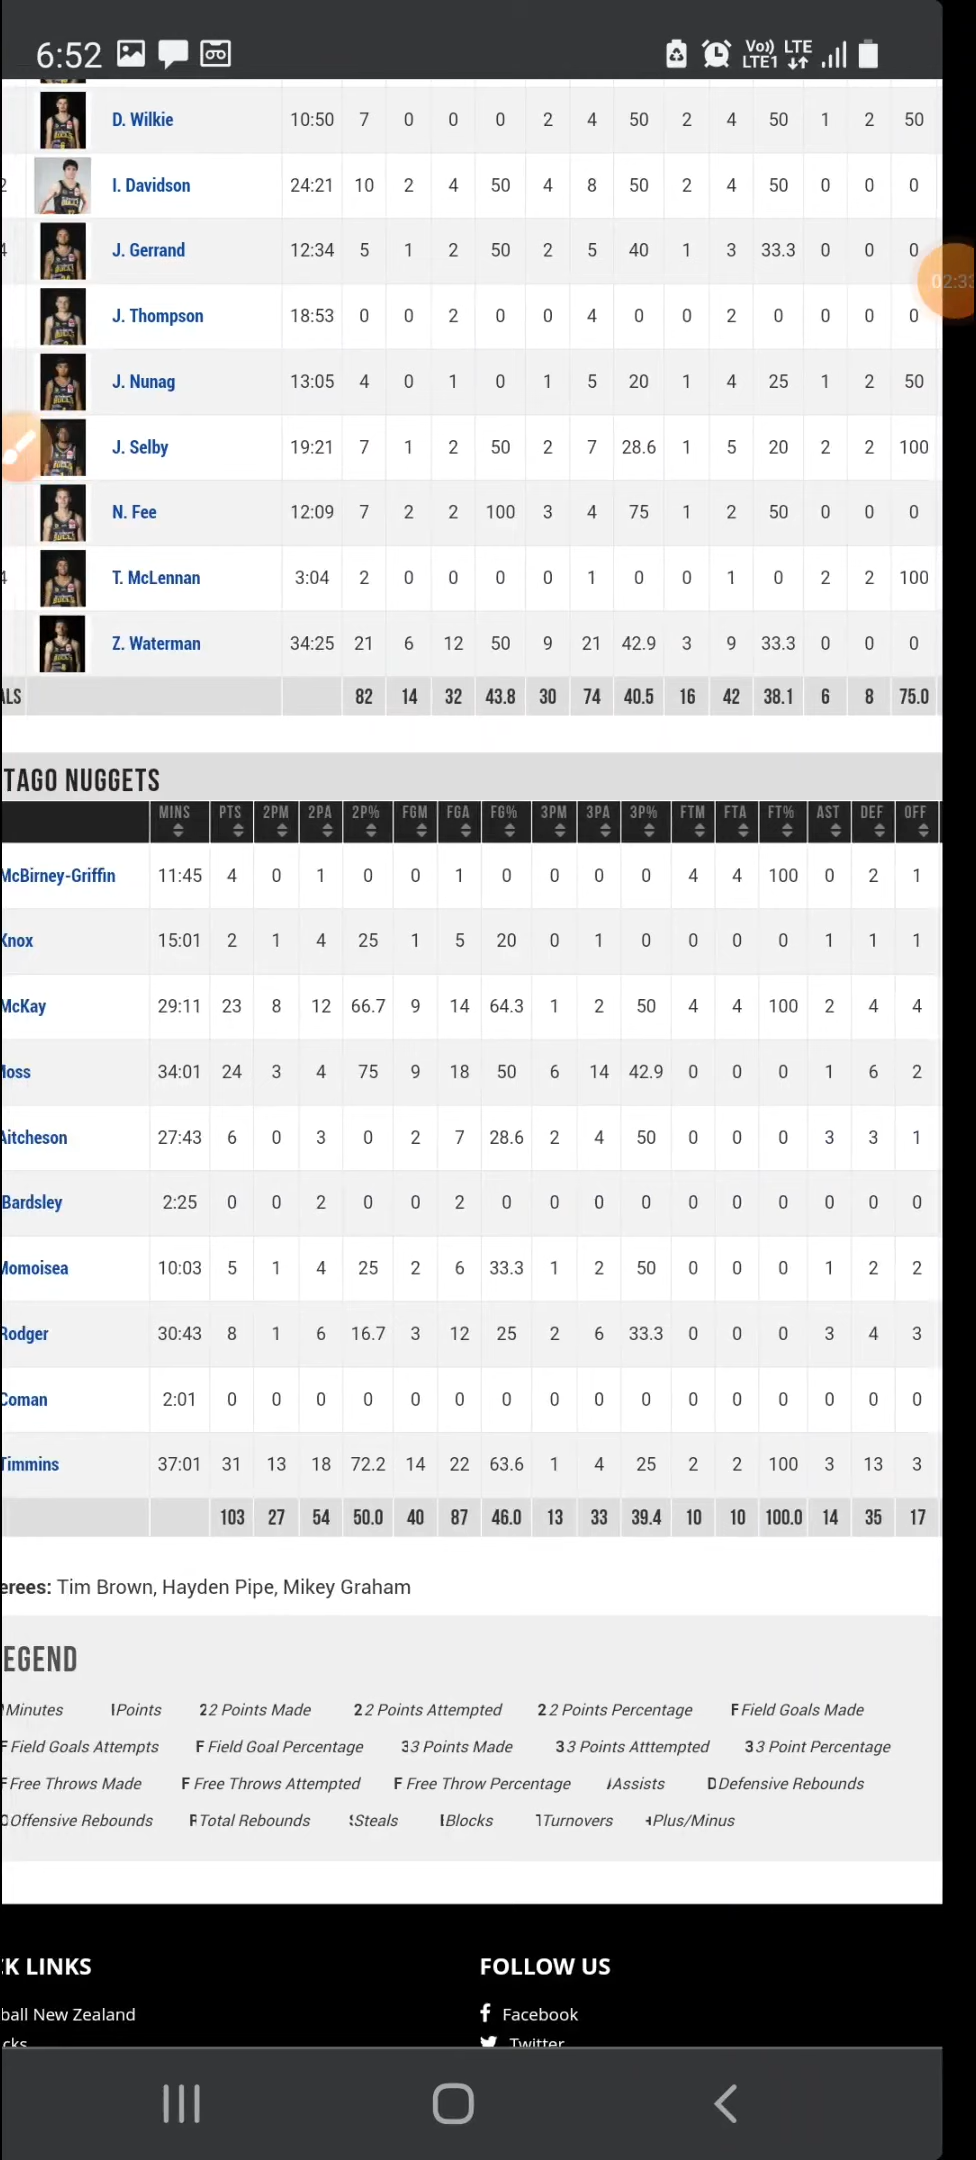 6:52 Vo)) LTE LTE1
D. Wilkie 10:50 7 0 0 0 2 4 50 2 4 50 1 2 50
2 I. Davidson 24:21 10 2 4 50 4 8 50 2 4 50 0 0 0
4 J. Gerrand 12:34 5 1 2 50 2 5 40 1 3 33.3 0 0 0
02:33
J. Thompson 18:53 0 0 2 0 0 4 0 0 2 0 0 0 0
J. Nunag 13:05 4 0 1 0 1 5 20 1 4 25 1 2 50
J. Selby 19:21 7 1 2 50 2 7 28.6 1 5 20 2 2 100
N. Fee 12:09 7 2 2 100 3 4 75 1 2 50 0 0 0
4 T. McLennan 3:04 2 0 0 0 0 1 0 0 1 0 2 2 100
Z. Waterman 34:25 21 6 12 50 9 21 42.9 3 9 33.3 0 0 0
ALS 82 14 32 43.8 30 74 40.5 16 42 38.1 6 8 75.0
TAGO NUGGETS
MINS PTS 2PM 2PA 2P% FGM FGA FG% 3PM 3PA 3P% FTM FTA FT% AST DEF OFF
McBirney-Griffin 11:45 4 0 1 0 0 1 0 0 0 0 4 4 100 0 2 1
Knox 15:01 2 1 4 25 1 5 20 0 1 0 0 0 0 1 1 1
McKay 29:11 23 8 12 66.7 9 14 64.3 1 2 50 4 4 100 2 4 4
Moss 34:01 24 3 4 75 9 18 50 6 14 42.9 0 0 0 1 6 2
Aitcheson 27:43 6 0 3 0 2 7 28.6 2 4 50 0 0 0 3 3 1
Bardsley 2:25 0 0 2 0 0 2 0 0 0 0 0 0 0 0 0 0
Momoisea 10:03 5 1 4 25 2 6 33.3 1 2 50 0 0 0 1 2 2
Rodger 30:43 8 1 6 16.7 3 12 25 2 6 33.3 0 0 0 3 4 3
Coman 2:01 0 0 0 0 0 0 0 0 0 0 0 0 0 0 0 0
Timmins 37:01 31 13 18 72.2 14 22 63.6 1 4 25 2 2 100 3 13 3
103 27 54 50.0 40 87 46.0 13 33 39.4 10 10 100.0 14 35 17
erees: Tim Brown, Hayden Pipe, Mikey Graham
EGEND
Minutes Points 22 Points Made 22 Points Attempted 22 Points Percentage F Field Goals Made
F Field Goals Attempts F Field Goal Percentage 33 Points Made 33 Points Atttempted 33 Point Percentage
F Free Throws Made F Free Throws Attempted F Free Throw Percentage Assists D Defensive Rebounds
Offensive Rebounds Total Rebounds Steals Blocks Turnovers Plus/Minus
CK LINKS FOLLOW US
ball New Zealand Facebook
cks Twitter